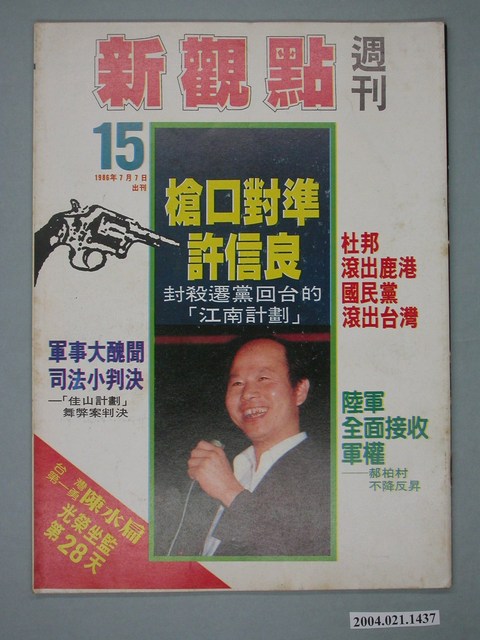 新觀點
週刊
15
1986年7月7日
出刊
槍口對準
許信良
封殺遷黨回台的
「江南計劃」
杜邦
滾出鹿港
國民黨
滾出台灣
軍事大醜聞
司法小判決
—「佳山計劃」
舞弊案判決
陸軍
全面接收
軍權
——郝柏村
不降反昇
台灣
第一勇
陳水扁
光榮坐監
第28天
2004.021.1437